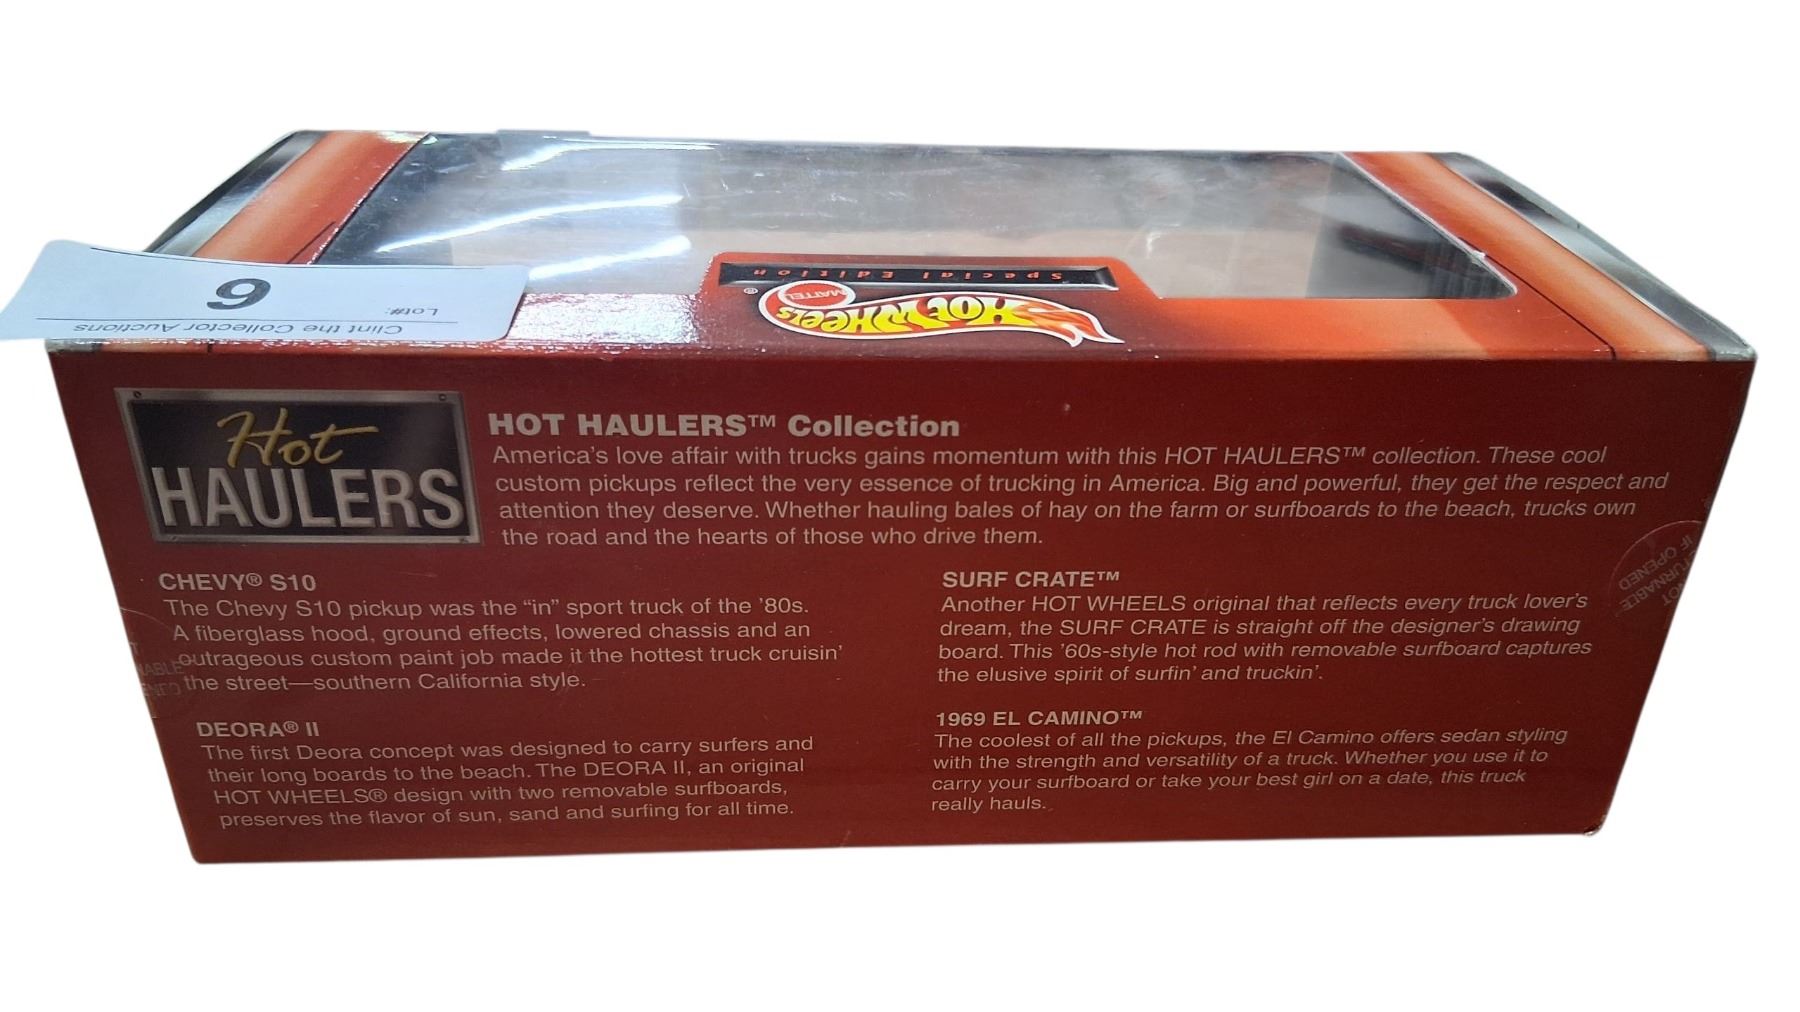 Clint the Collector Auctions
Lot#:
Special Edition
MATTEL
HOT WHEELS®
Hot
HAULERS
HOT HAULERS™ Collection
America's love affair with trucks gains momentum with this HOT HAULERS™ collection. These cool
custom pickups reflect the very essence of trucking in America. Big and powerful, they get the respect and
attention they deserve. Whether hauling bales of hay on the farm or surfboards to the beach, trucks own
the road and the hearts of those who drive them.
CHEVY® S10
The Chevy S10 pickup was the “in” sport truck of the '80s.
A fiberglass hood, ground effects, lowered chassis and an
outrageous custom paint job made it the hottest truck cruisin'
the street—southern California style.
DEORA® II
The first Deora concept was designed to carry surfers and
their long boards to the beach. The DEORA II, an original
HOT WHEELS® design with two removable surfboards,
preserves the flavor of sun, sand and surfing for all time.
SURF CRATE™
Another HOT WHEELS original that reflects every truck lover's
dream, the SURF CRATE is straight off the designer's drawing
board. This '60s-style hot rod with removable surfboard captures
the elusive spirit of surfin' and truckin'.
1969 EL CAMINO™
The coolest of all the pickups, the El Camino offers sedan styling
with the strength and versatility of a truck. Whether you use it to
carry your surfboard or take your best girl on a date, this truck
really hauls.
OT
TURNABLE
IF OPENED